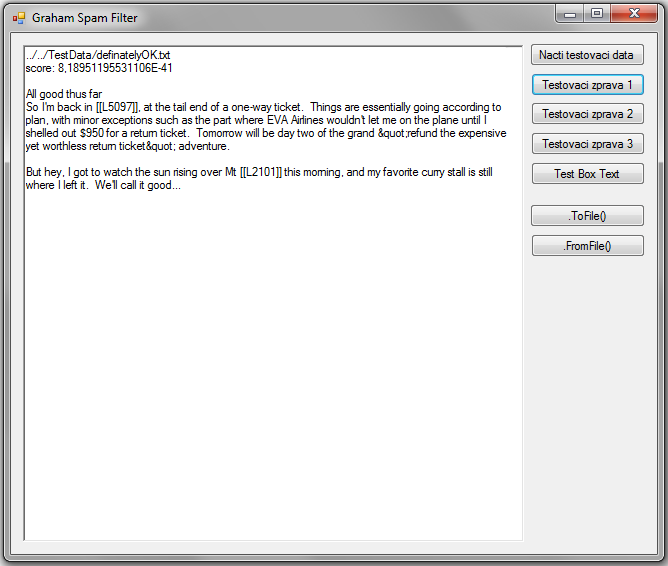 Graham Spam Filter
../../TestData/definatelyOK.txt
score: 8,18951195531106E-41
All good thus far
So I'm back in [[L5097]], at the tail end of a one-way ticket.  Things are essentially going according to
plan, with minor exceptions such as the part where EVA Airlines wouldn't let me on the plane until I
shelled out $950 for a return ticket.  Tomorrow will be day two of the grand &quot;refund the expensive
yet worthless return ticket&quot; adventure.
But hey, I got to watch the sun rising over Mt [[L2101]] this morning, and my favorite curry stall is still
where I left it.  We'll call it good...
Nacti testovaci data
Testovaci zprava 1
Testovaci zprava 2
Testovaci zprava 3
Test Box Text
.ToFile()
.FromFile()